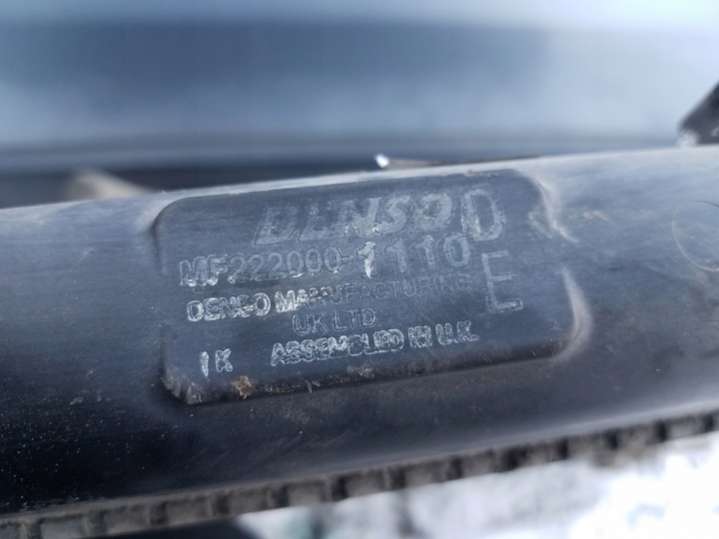 DENSO D
MF222000-1110
DENSO MANUFACTURING E
UK LTD
1K ASSEMBLED IN U.K.